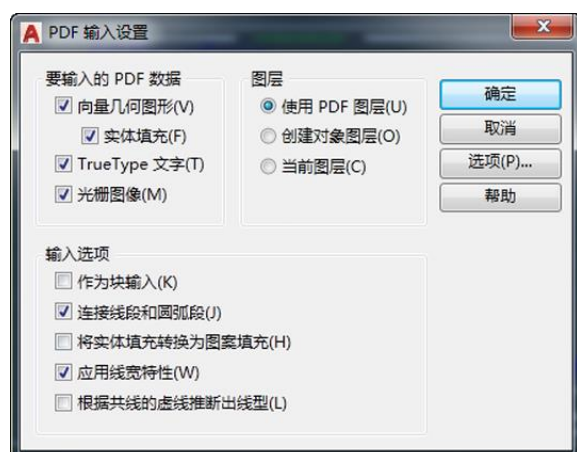 PDF 输入设置
要输入的 PDF 数据
向量几何图形(V)
实体填充(F)
TrueType 文字(T)
光栅图像(M)
图层
使用 PDF 图层(U)
创建对象图层(O)
当前图层(C)
确定
取消
选项(P)...
帮助
输入选项
作为块输入(K)
连接线段和圆弧段(J)
将实体填充转换为图案填充(H)
应用线宽特性(W)
根据共线的虚线推断出线型(L)